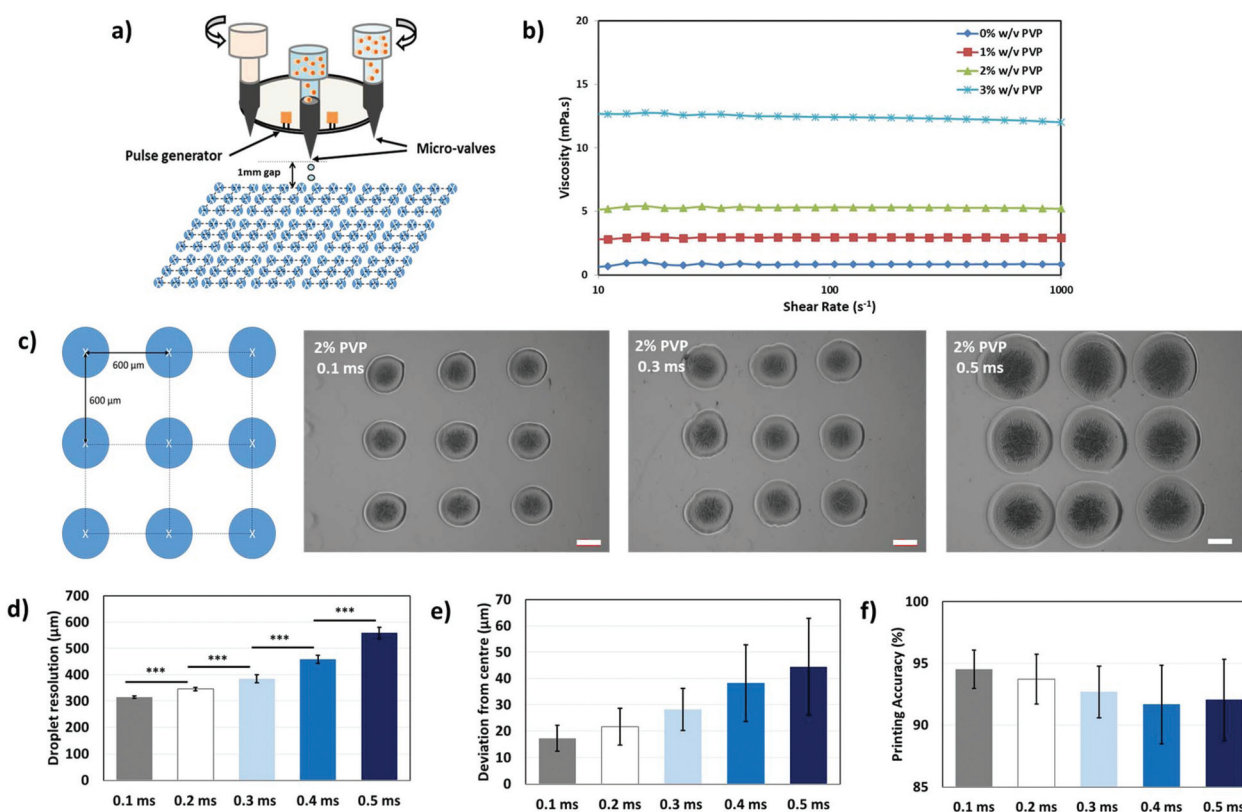 a)
Pulse generator
Micro-valves
1mm gap
b)
Viscosity (mPa.s)
20
15
10
5
0
10
100
1000
Shear Rate (s⁻¹)
0% w/v PVP
1% w/v PVP
2% w/v PVP
3% w/v PVP
c)
X X X
600 µm
600 µm
X X X
X X X
2% PVP
0.1 ms
2% PVP
0.3 ms
2% PVP
0.5 ms
d)
Droplet resolution (µm)
700
600
500
400
300
200
100
0
***
***
***
***
0.1 ms 0.2 ms 0.3 ms 0.4 ms 0.5 ms
e)
Deviation from centre (µm)
70
60
50
40
30
20
10
0
0.1 ms 0.2 ms 0.3 ms 0.4 ms 0.5 ms
f)
Printing Accuracy (%)
100
95
90
85
0.1 ms 0.2 ms 0.3 ms 0.4 ms 0.5 ms